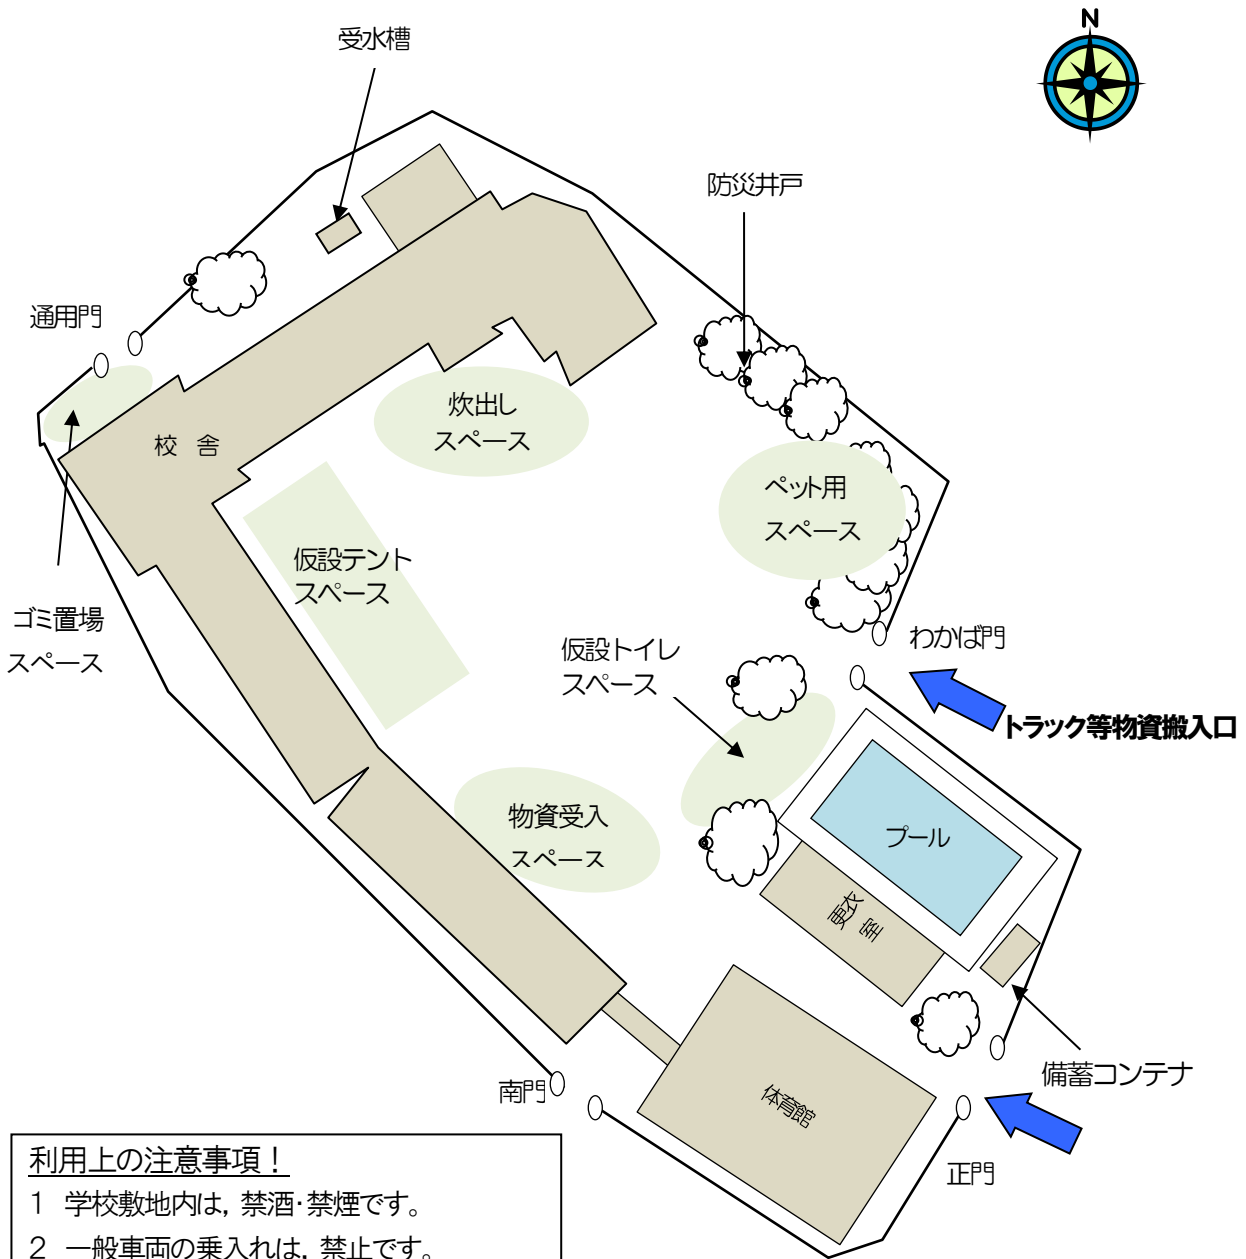 N
受水槽
防災井戸
通用門
炊出し
スペース
校 舎
ペット用
スペース
仮設テント
スペース
ゴミ置場
スペース
仮設トイレ
スペース
わかば門
トラック等物資搬入口
物資受入
スペース
プール
更衣
室
備蓄コンテナ
南門
体育館
正門
利用上の注意事項！
1 学校敷地内は，禁酒・禁煙です。
2 一般車両の乗入れは，禁止です。